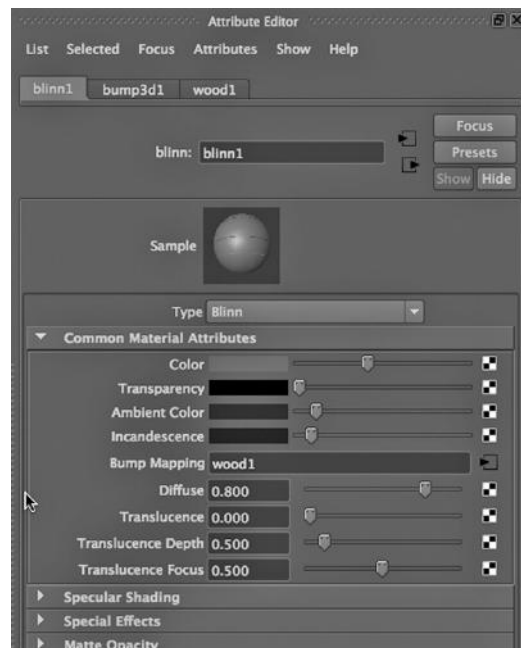 Attribute Editor
List Selected Focus Attributes Show Help
blinn1 bump3d1 wood1
Focus
blinn: blinn1
Presets
Show Hide
Sample
Type Blinn
Common Material Attributes
Color
Transparency
Ambient Color
Incandescence
Bump Mapping wood1
Diffuse 0.800
Translucence 0.000
Translucence Depth 0.500
Translucence Focus 0.500
Specular Shading
Special Effects
Matte Opacity